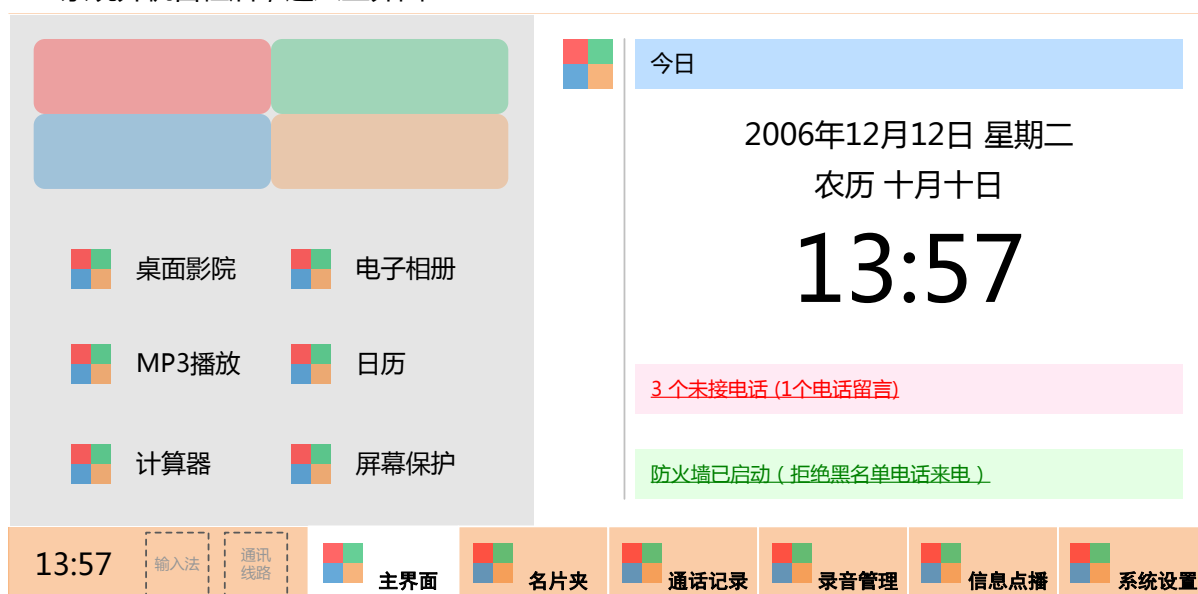 今日
2006年12月12日 星期二
农历 十月十日
13:57
桌面影院
电子相册
MP3播放
日历
计算器
屏幕保护
3 个未接电话 (1个电话留言)
防火墙已启动 ( 拒绝黑名单电话来电 )
13:57
输入法
通讯
线路
主界面
名片夹
通话记录
录音管理
信息点播
系统设置